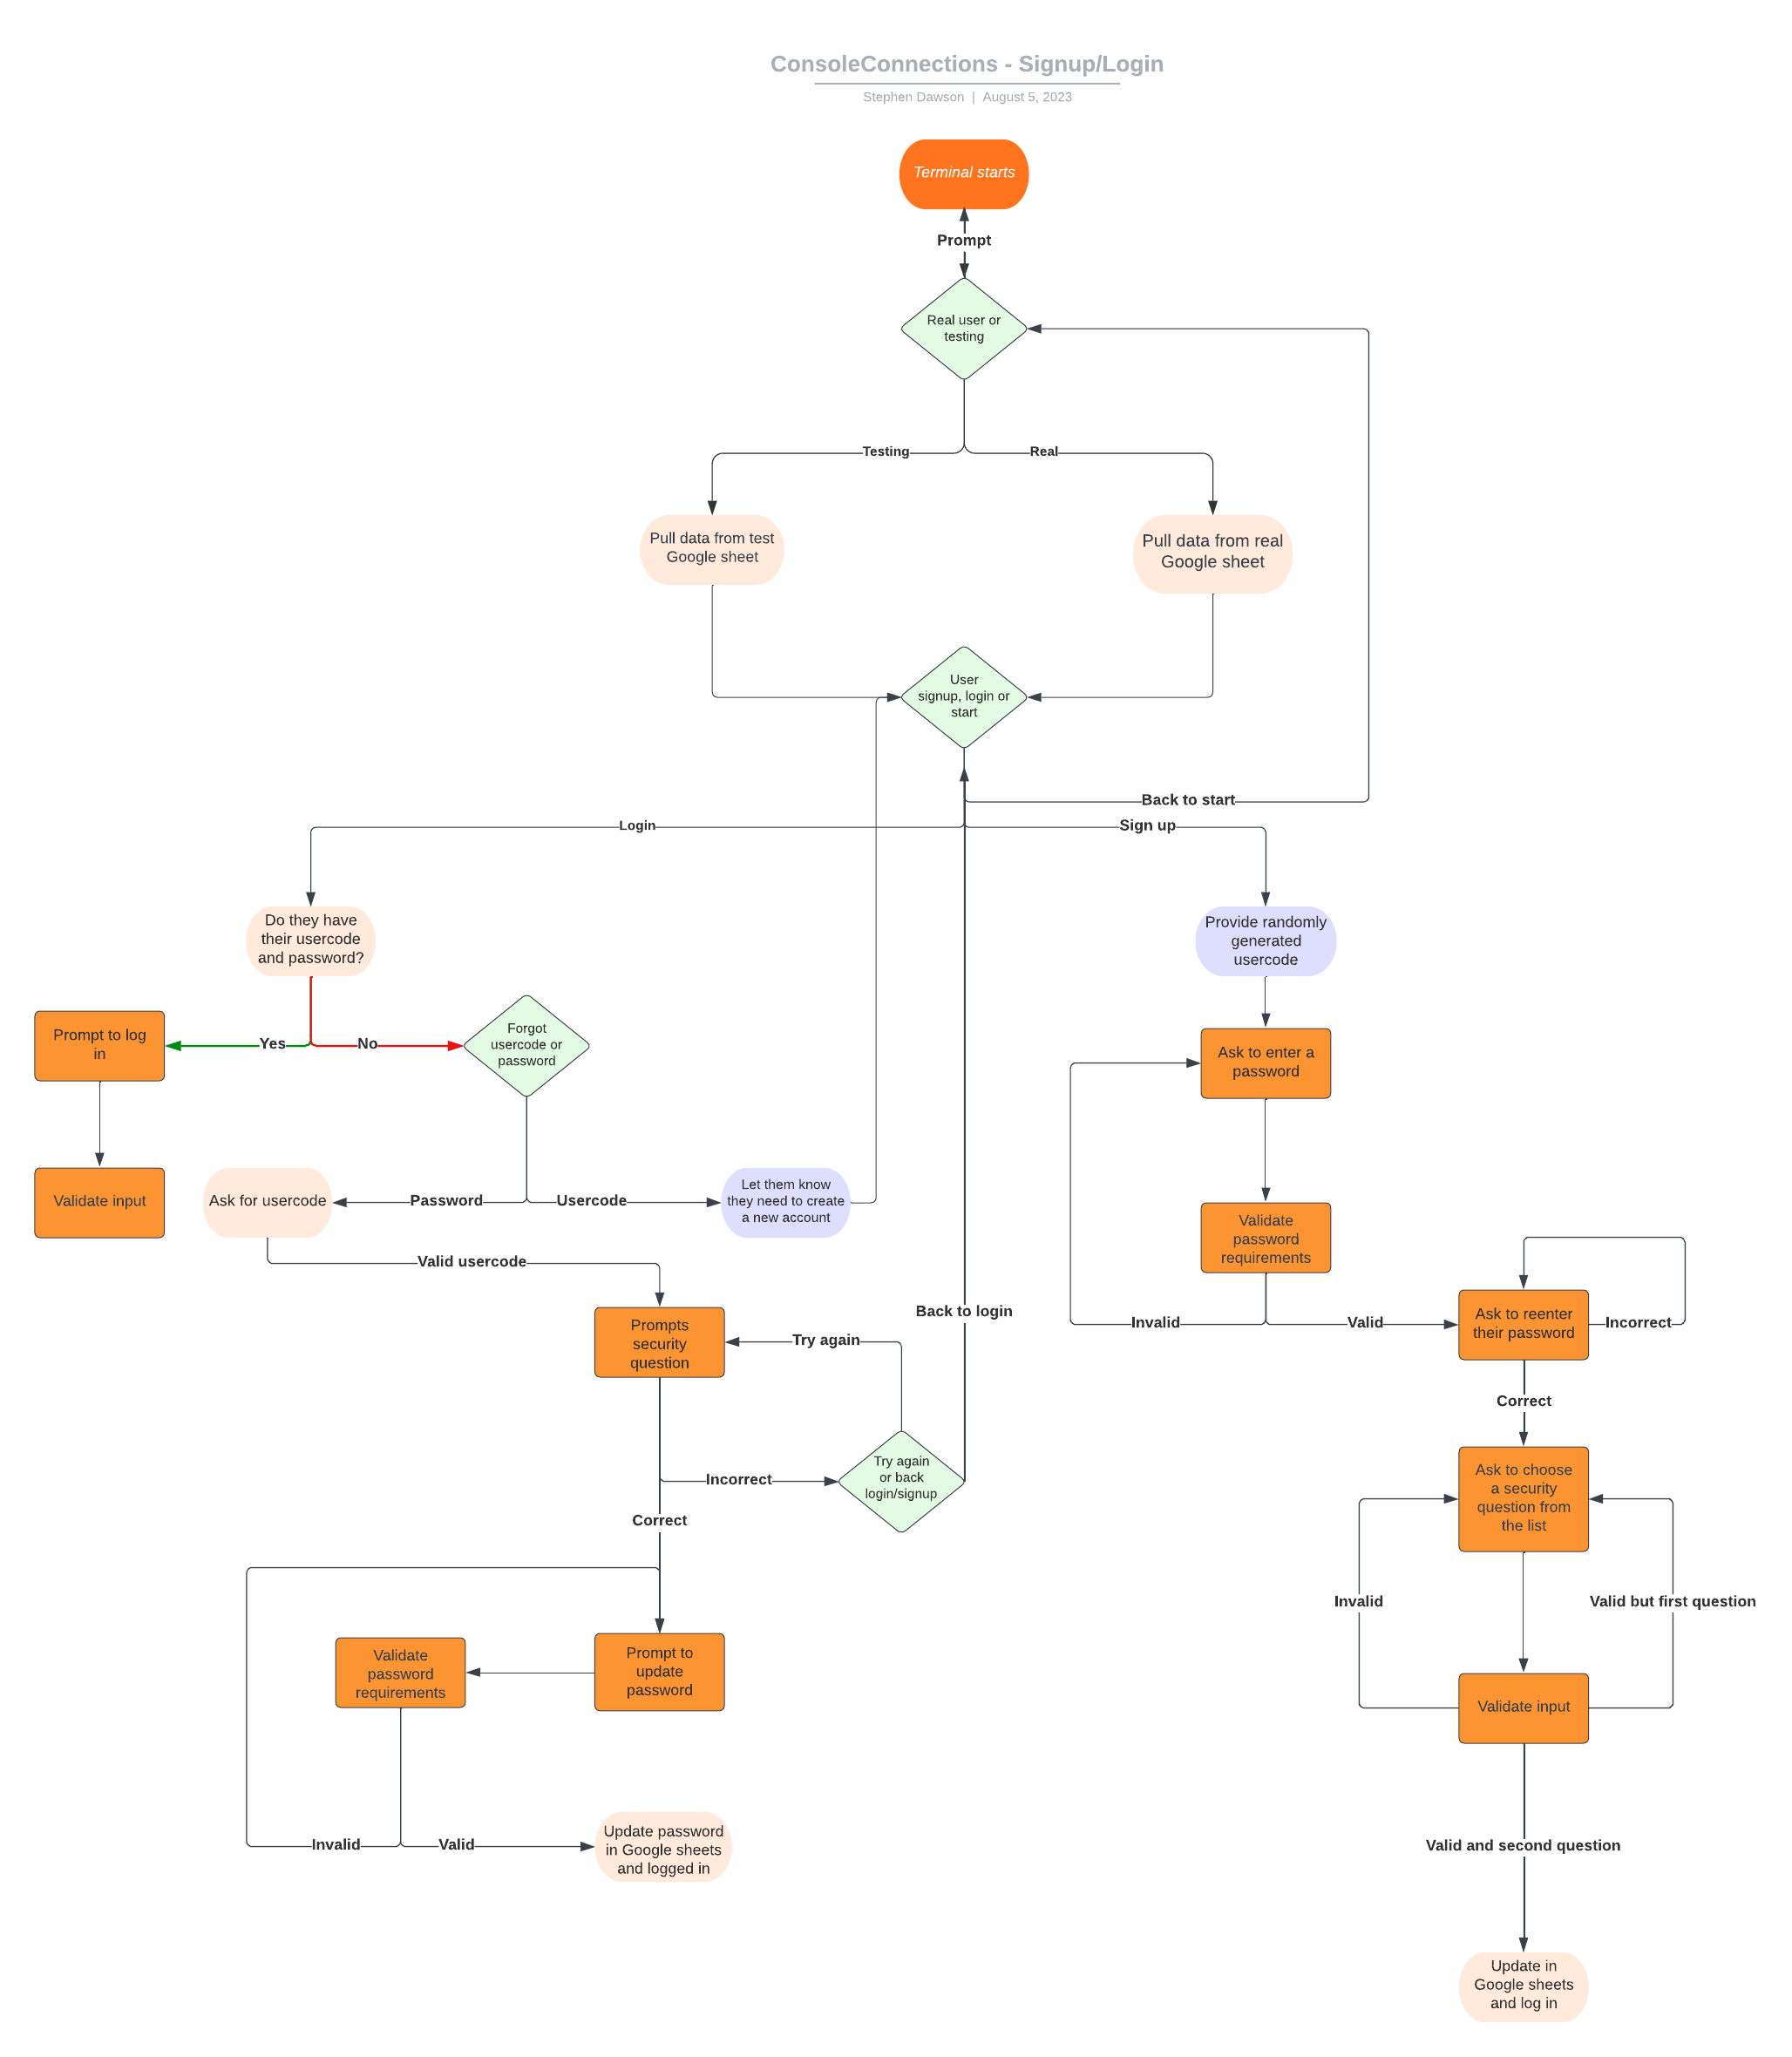 ConsoleConnections - Signup/Login
Stephen Dawson | August 5, 2023
Terminal starts
Prompt
Real user or
testing
Testing
Real
Pull data from test
Google sheet
Pull data from real
Google sheet
User
signup, login or
start
Back to start
Login
Sign up
Do they have
their usercode
and password?
Provide randomly
generated
usercode
Prompt to log
in
Yes
No
Forgot
usercode or
password
Ask to enter a
password
Validate input
Ask for usercode
Password
Usercode
Let them know
they need to create
a new account
Validate
password
requirements
Valid usercode
Back to login
Invalid
Valid
Ask to reenter
their password
Incorrect
Prompts
security
question
Try again
Correct
Try again
or back
login/signup
Incorrect
Correct
Ask to choose
a security
question from
the list
Invalid
Valid but first question
Validate
password
requirements
Prompt to
update
password
Validate input
Invalid
Valid
Update password
in Google sheets
and logged in
Valid and second question
Update in
Google sheets
and log in